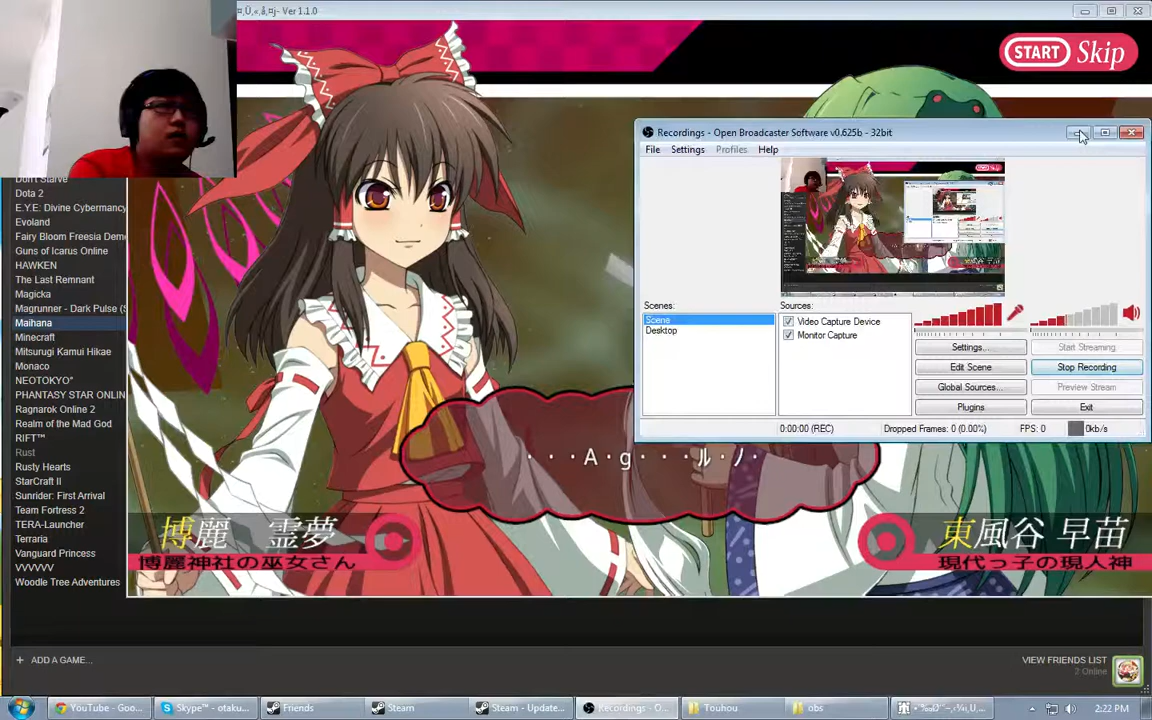 ¤‚Ü‚«‚å‚¤j- Ver 1.1.0
START Skip
Recordings - Open Broadcaster Software v0.625b - 32bit
File Settings Profiles Help
Scenes:
Scene
Desktop
Sources:
Video Capture Device
Monitor Capture
Settings...
Start Streaming
Edit Scene
Stop Recording
Global Sources...
Preview Stream
Plugins
Exit
0:00:00 (REC) Dropped Frames: 0 (0.00%) FPS: 0 0kb/s
Don't Starve
Dota 2
E.Y.E: Divine Cybermancy
Evoland
Fairy Bloom Freesia Demo
Guns of Icarus Online
HAWKEN
The Last Remnant
Magicka
Magrunner - Dark Pulse (S
Maihana
Minecraft
Mitsurugi Kamui Hikae
Monaco
NEOTOKYO°
PHANTASY STAR ONLIN
Ragnarok Online 2
Realm of the Mad God
RIFT™
Rust
Rusty Hearts
StarCraft II
Sunrider: First Arrival
Team Fortress 2
TERA-Launcher
Terraria
Vanguard Princess
VVVVVV
Woodle Tree Adventures
・・・A・g・・・ル・ノ・
博麗 霊夢
博麗神社の巫女さん
東風谷 早苗
現代っ子の現人神
+ ADD A GAME...
VIEW FRIENDS LIST
2 Online
YouTube - Goo...
Skype™ - otaku...
Friends
Steam
Steam - Update...
Recordings - O...
Touhou
obs
2:22 PM